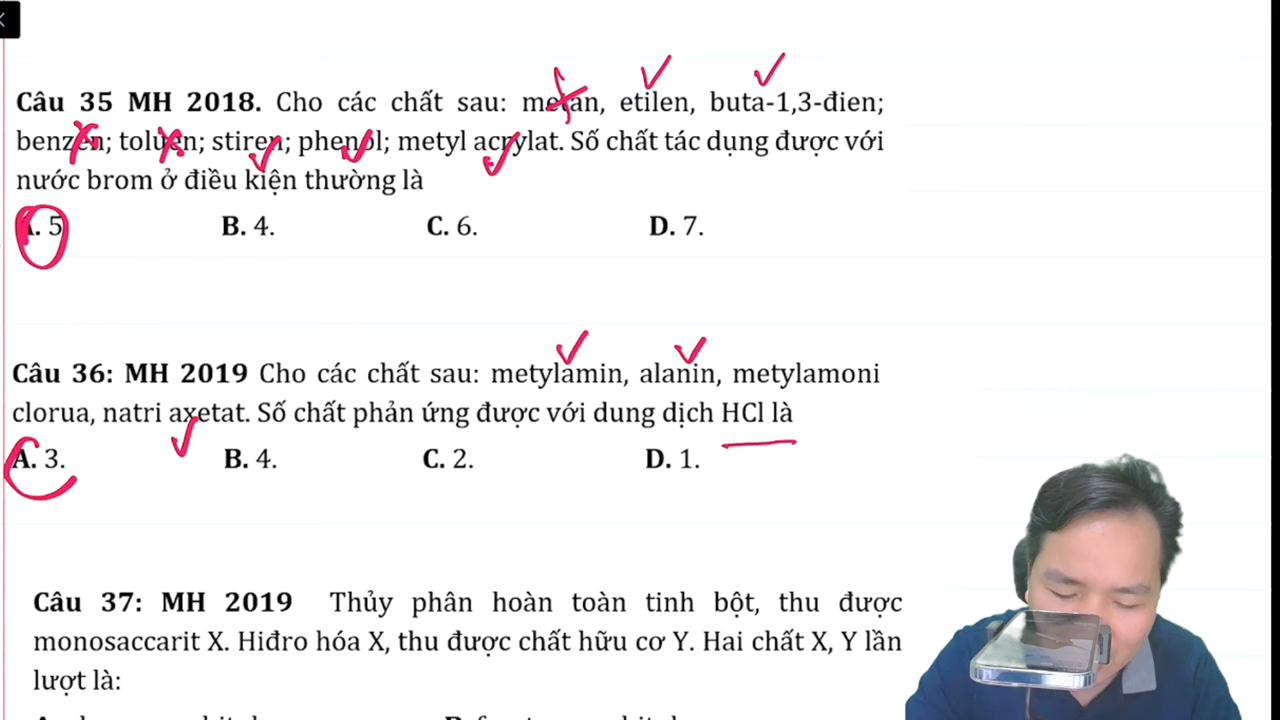 Câu 35 MH 2018. Cho các chất sau: metan, etilen, buta-1,3-đien;
benzen; toluen; stiren; phenol; metyl acrylat. Số chất tác dụng được với
nước brom ở điều kiện thường là
A. 5 B. 4. C. 6. D. 7.
Câu 36: MH 2019 Cho các chất sau: metylamin, alanin, metylamoni
clorua, natri axetat. Số chất phản ứng được với dung dịch HCl là
A. 3. B. 4. C. 2. D. 1.
Câu 37: MH 2019 Thủy phân hoàn toàn tinh bột, thu được
monosaccarit X. Hiđro hóa X, thu được chất hữu cơ Y. Hai chất X, Y lần
lượt là: